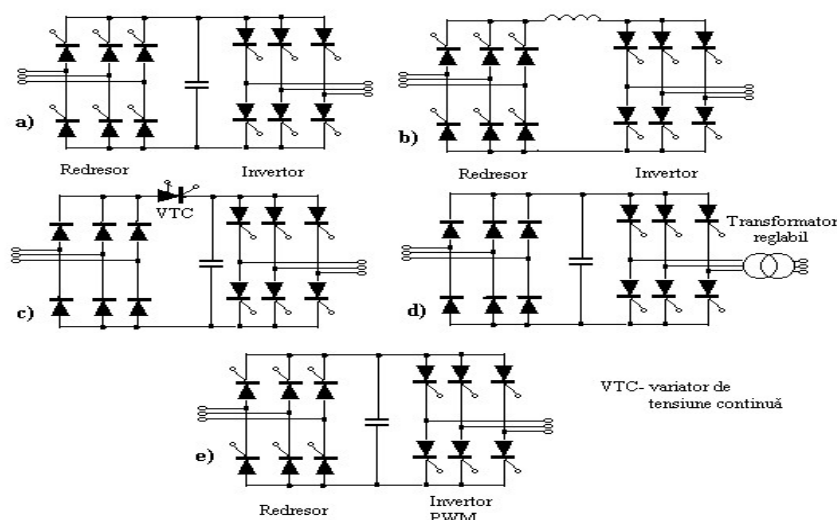 a)
Redresor
Invertor
b)
Redresor
Invertor
VTC
c)
Transformator
reglabil
d)
VTC- variator de
tensiune continuă
e)
Redresor
Invertor
PWM